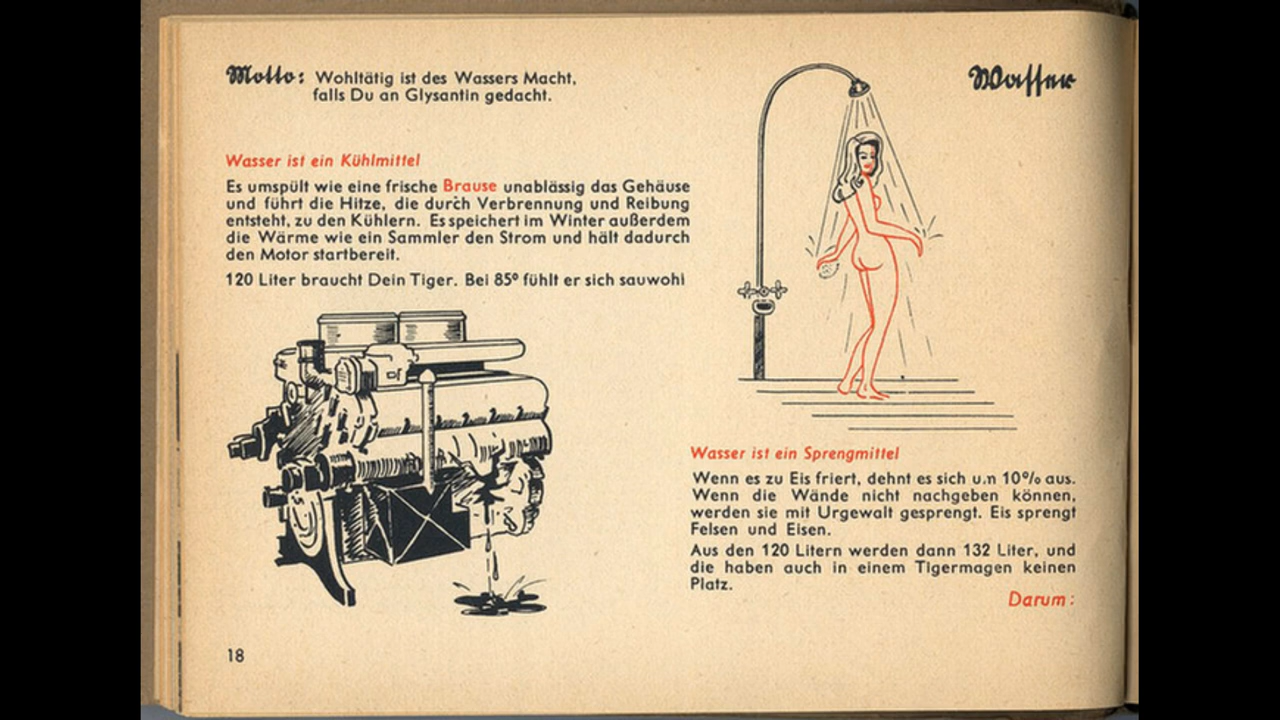 Motto: Wohltätig ist des Wassers Macht,
falls Du an Glysantin gedacht.
Wasser
Wasser ist ein Kühlmittel
Es umspült wie eine frische Brause unablässig das Gehäuse
und führt die Hitze, die durch Verbrennung und Reibung
entsteht, zu den Kühlern. Es speichert im Winter außerdem
die Wärme wie ein Sammler den Strom und hält dadurch
den Motor startbereit.
120 Liter braucht Dein Tiger. Bei 85° fühlt er sich sauwohl
Wasser ist ein Sprengmittel
Wenn es zu Eis friert, dehnt es sich u.n 10% aus.
Wenn die Wände nicht nachgeben können,
werden sie mit Urgewalt gesprengt. Eis sprengt
Felsen und Eisen.
Aus den 120 Litern werden dann 132 Liter, und
die haben auch in einem Tigermagen keinen
Platz.
Darum:
18